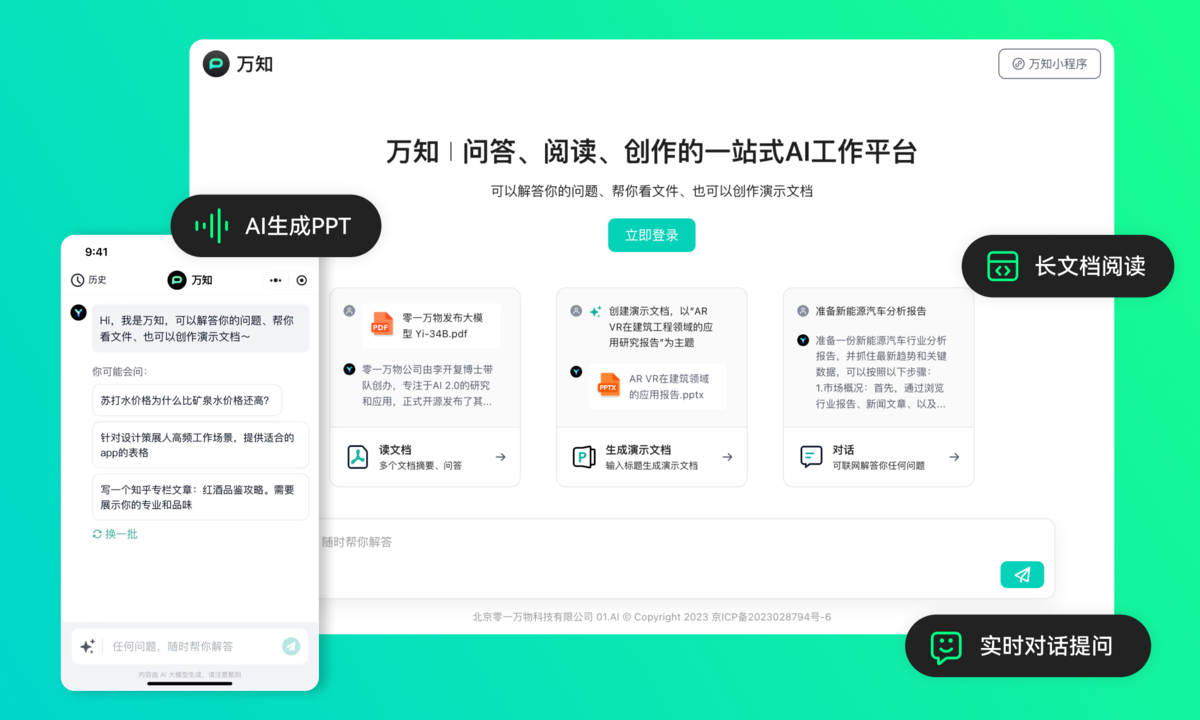 万知
万知小程序
万知 | 问答、阅读、创作的一站式AI工作平台
可以解答你的问题、帮你看文件、也可以创作演示文档
立即登录
AI生成PPT
长文档阅读
零一万物发布大模
型 Yi-34B.pdf
PDF
零一万物公司由李开复博士带
队创办，专注于AI 2.0的研究
和应用，正式开源发布了其...
读文档
多个文档摘要、问答
创建演示文档，以“AR
VR在建筑工程领域的应
用研究报告”为主题
PPTX
AR VR在建筑领域
的应用报告.pptx
生成演示文档
输入标题生成演示文档
准备新能源汽车分析报告
准备一份新能源汽车行业分析
报告，并抓住最新趋势和关键
数据，可以按照以下步骤：
1.市场概况：首先，通过浏览
行业报告、新闻文章、以及...
对话
可联网解答你任何问题
随时帮你解答
北京零一万物科技有限公司 01.AI © Copyright 2023 京ICP备2023028794号-6
实时对话提问
9:41
历史
万知
Hi，我是万知，可以解答你的问题、帮你
看文件、也可以创作演示文档～
你可能会问：
苏打水价格为什么比矿泉水价格还高？
针对设计策展人高频工作场景，提供适合的
app的表格
写一个知乎专栏文章：红酒品鉴攻略。需要
展示你的专业和品味
换一批
任何问题，随时帮你解答
内容由 AI 大模型生成，请注意甄别